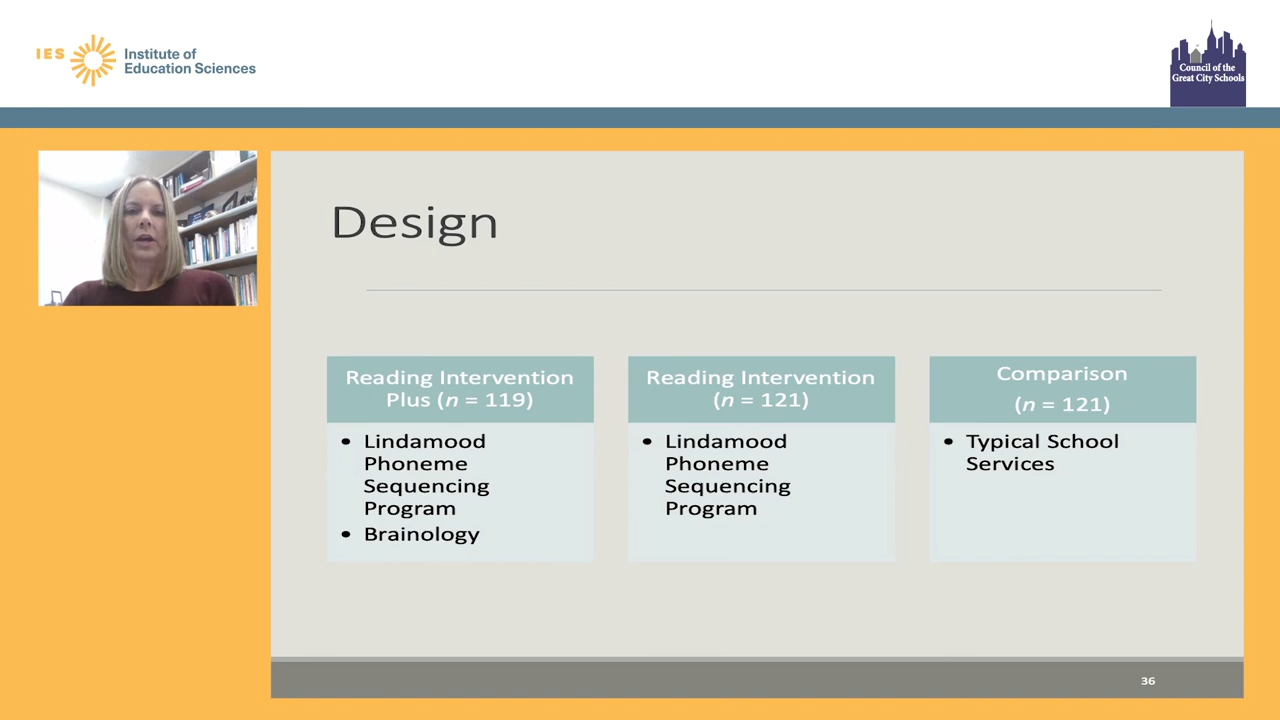 IES
Institute of
Education Sciences
Council of the
Great City Schools
Design
Reading Intervention
Plus (n = 119)
• Lindamood
Phoneme
Sequencing
Program
• Brainology
Reading Intervention
(n = 121)
• Lindamood
Phoneme
Sequencing
Program
Comparison
(n = 121)
• Typical School
Services
36